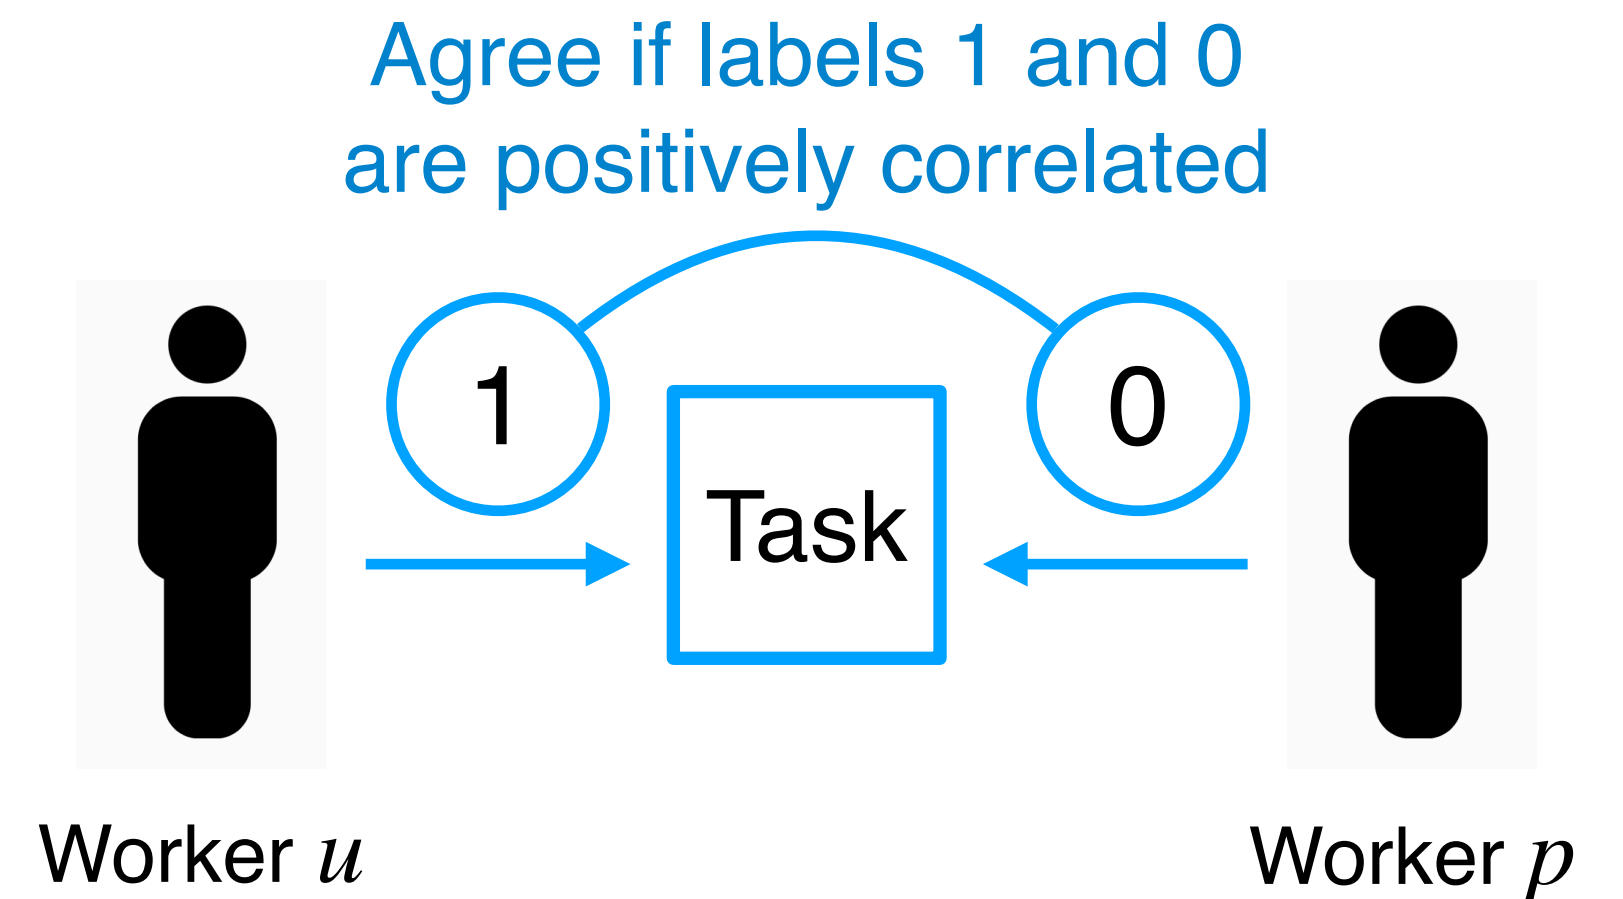 Agree if labels 1 and 0
are positively correlated
1
0
Task
Worker u
Worker p